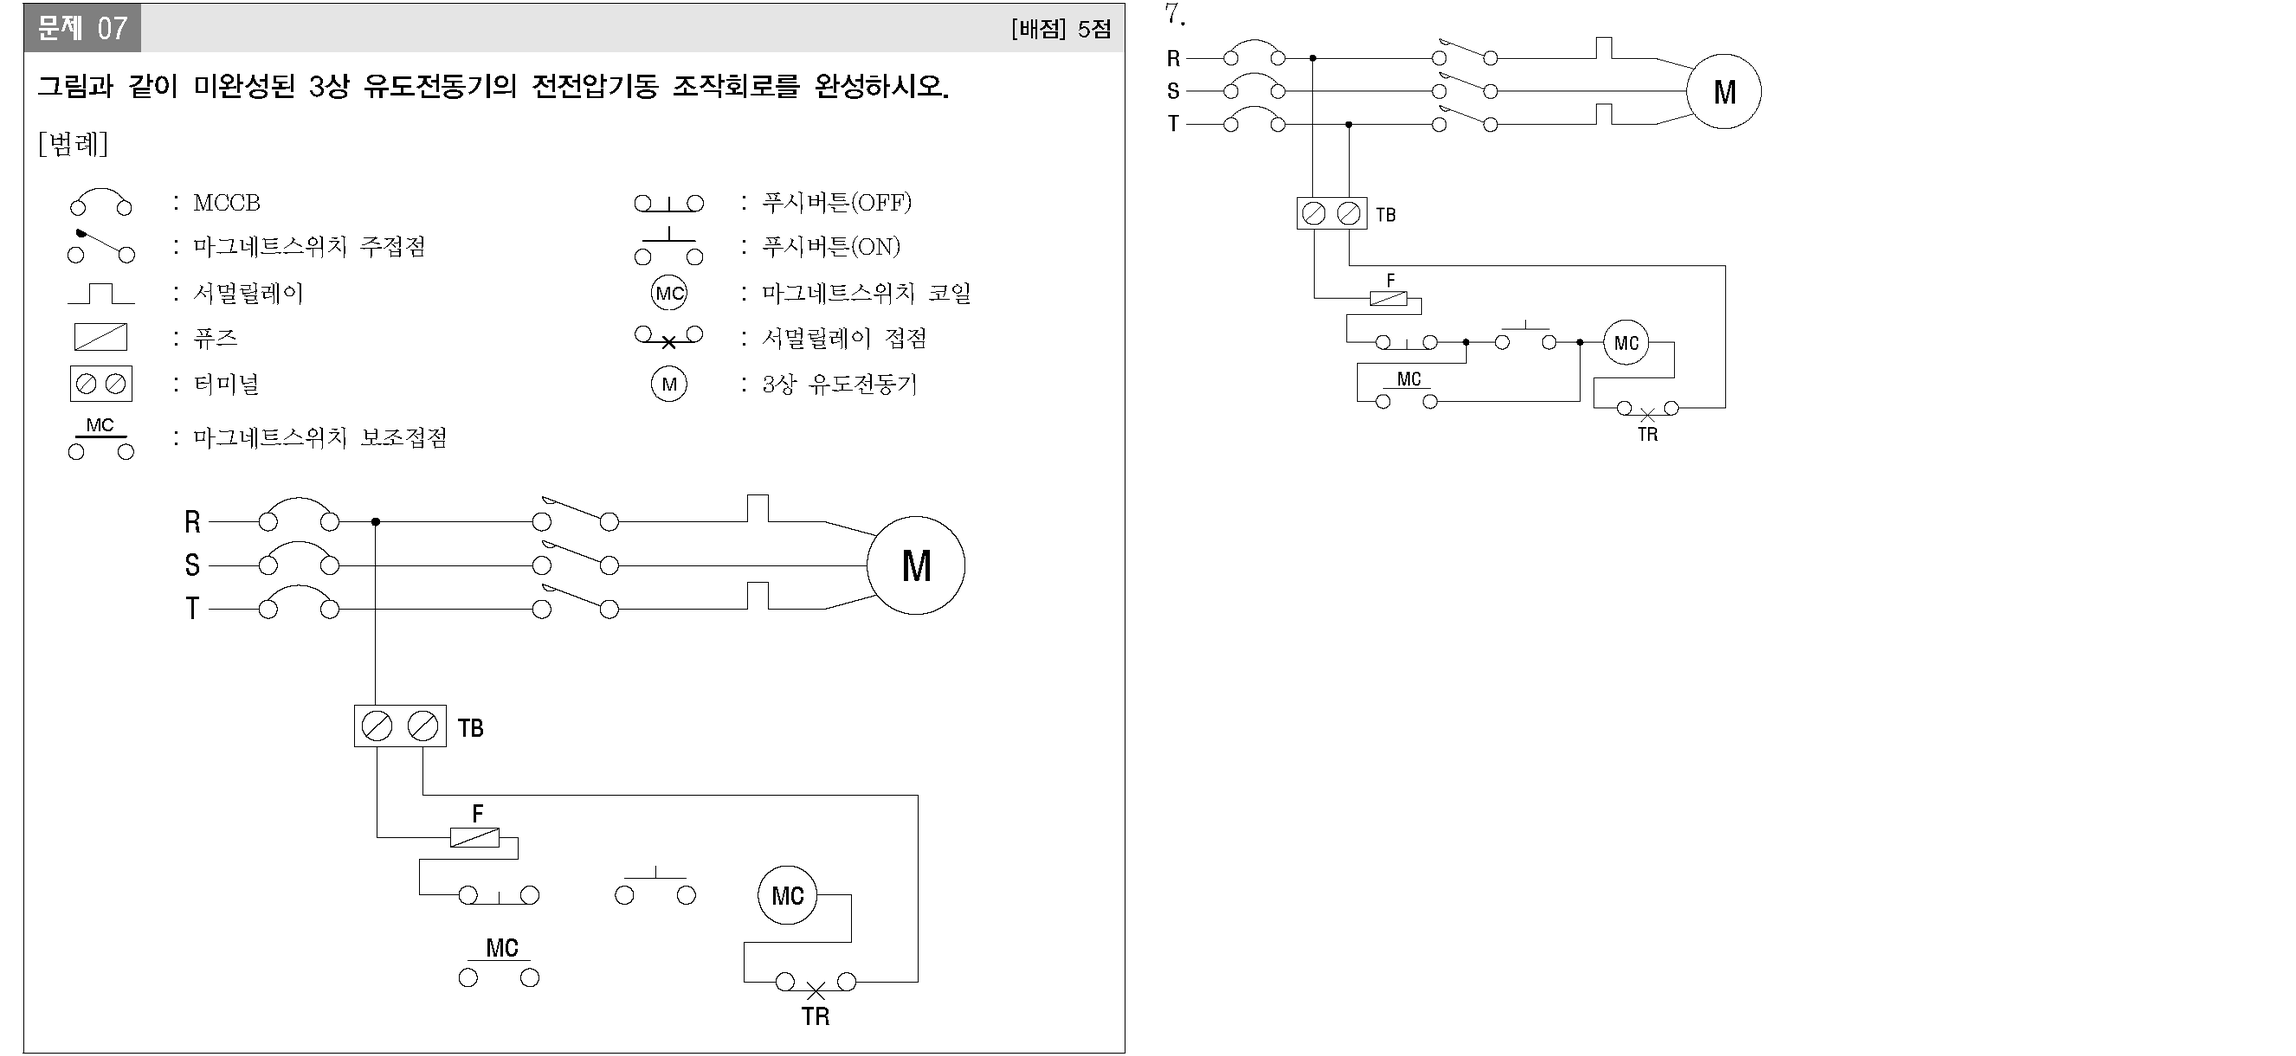 문제 07 [배점] 5점
그림과 같이 미완성된 3상 유도전동기의 전전압기동 조작회로를 완성하시오.
[범례]
: MCCB
: 마그네트스위치 주접점
: 서멀릴레이
: 퓨즈
: 터미널
MC : 마그네트스위치 보조접점
: 푸시버튼(OFF)
: 푸시버튼(ON)
MC : 마그네트스위치 코일
: 서멀릴레이 접점
M : 3상 유도전동기
R
S
T
M
TB
F
MC
MC
TR
7.
R
S
T
M
TB
F
MC
MC
TR